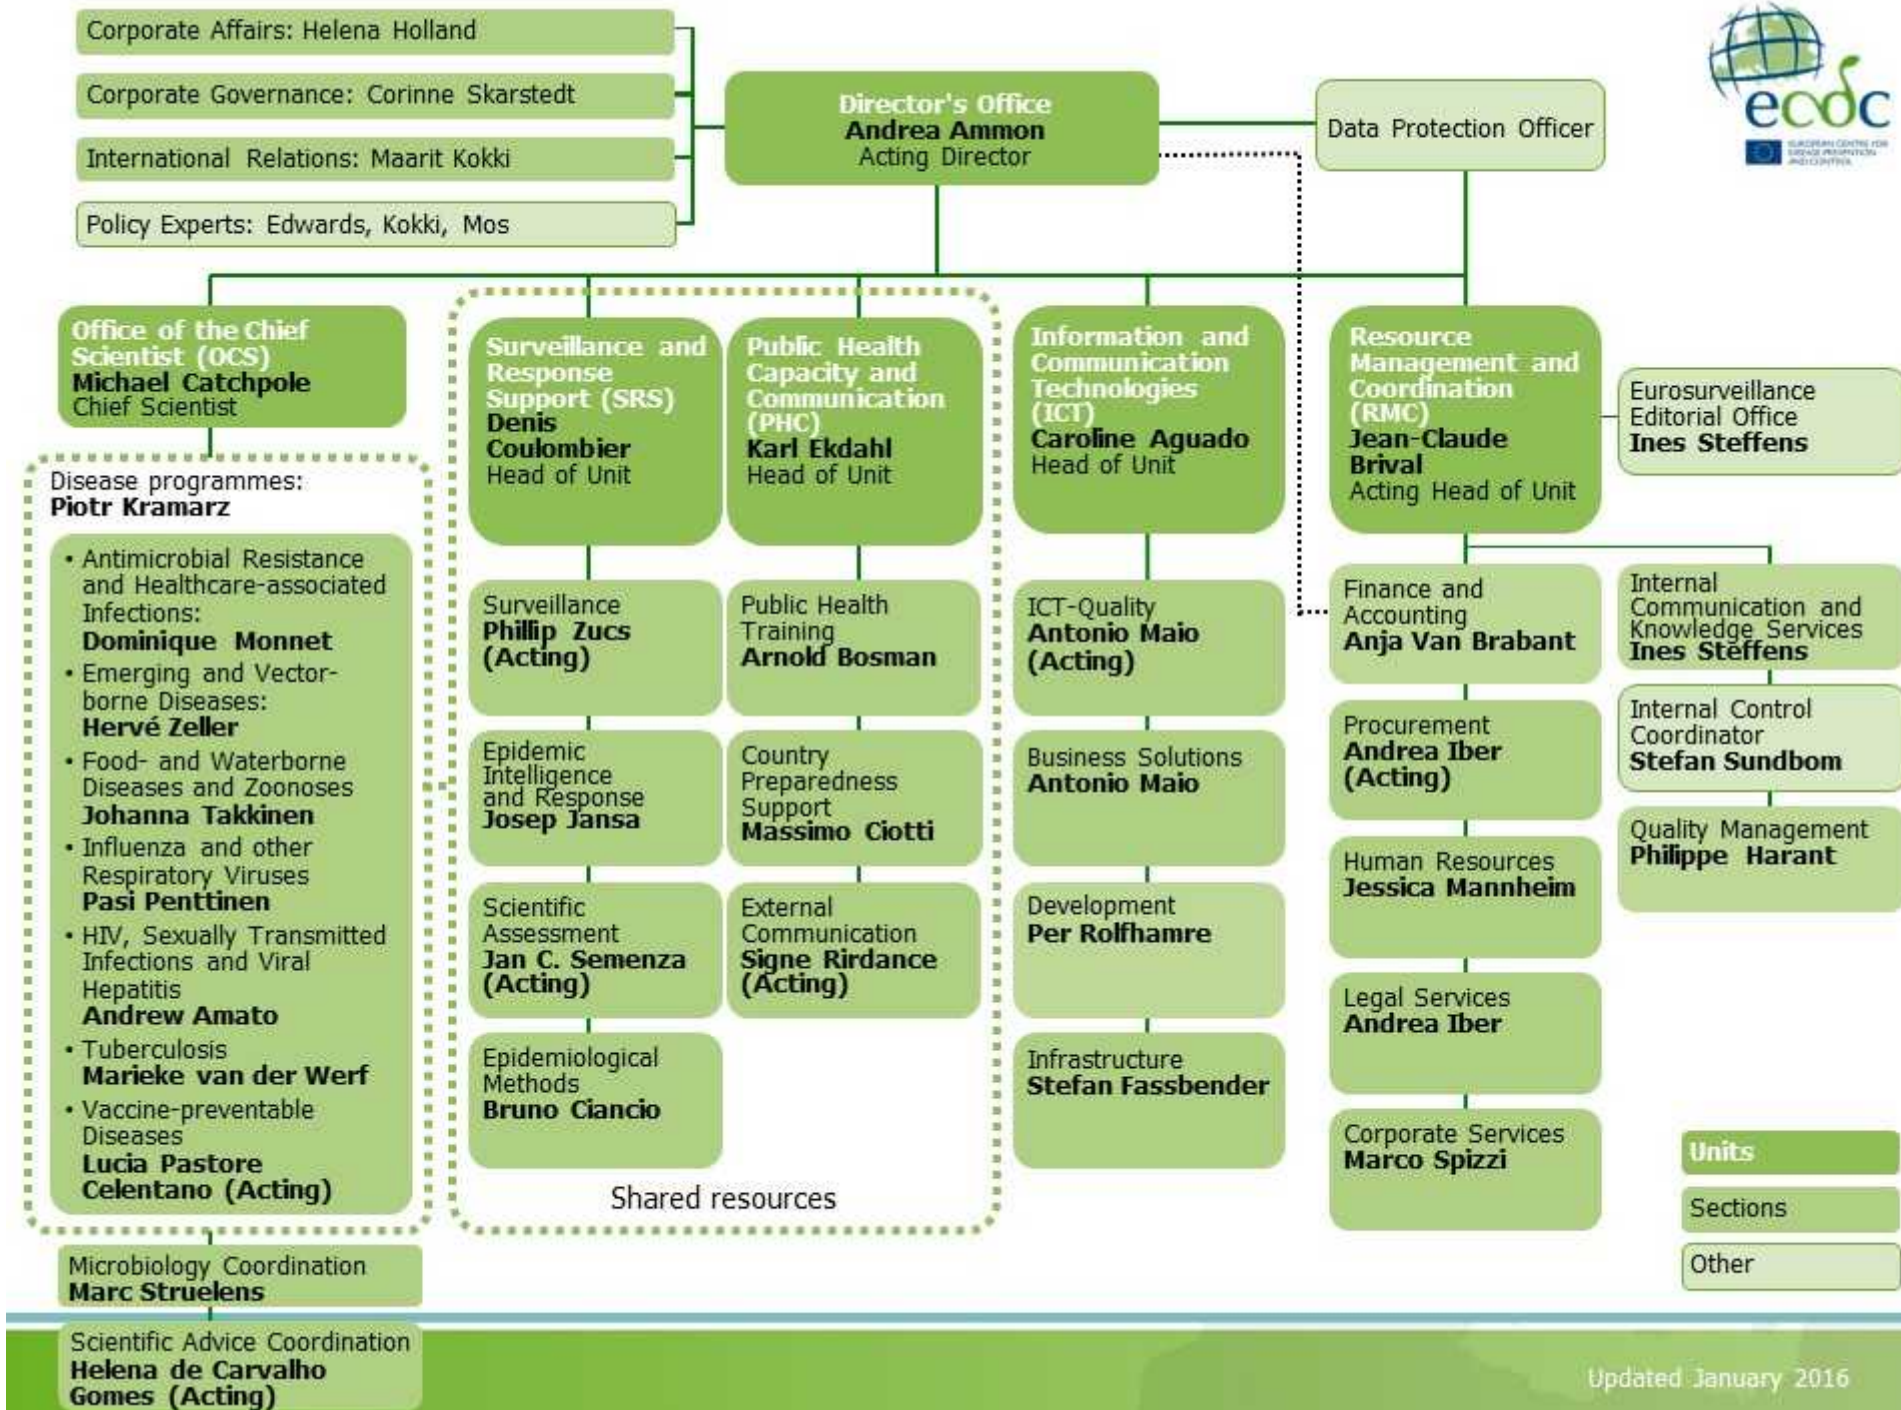 Corporate Affairs: Helena Holland
Corporate Governance: Corinne Skarstedt
International Relations: Maarit Kokki
Policy Experts: Edwards, Kokki, Mos
Director's Office
Andrea Ammon
Acting Director
Data Protection Officer
ecdc
EUROPEAN CENTRE FOR
DISEASE PREVENTION
AND CONTROL
Office of the Chief
Scientist (OCS)
Michael Catchpole
Chief Scientist
Disease programmes:
Piotr Kramarz
• Antimicrobial Resistance
and Healthcare-associated
Infections:
Dominique Monnet
• Emerging and Vector-
borne Diseases:
Hervé Zeller
• Food- and Waterborne
Diseases and Zoonoses
Johanna Takkinen
• Influenza and other
Respiratory Viruses
Pasi Penttinen
• HIV, Sexually Transmitted
Infections and Viral
Hepatitis
Andrew Amato
• Tuberculosis
Marieke van der Werf
• Vaccine-preventable
Diseases
Lucia Pastore
Celentano (Acting)
Microbiology Coordination
Marc Struelens
Scientific Advice Coordination
Helena de Carvalho
Gomes (Acting)
Surveillance and
Response
Support (SRS)
Denis
Coulombier
Head of Unit
Surveillance
Phillip Zucs
(Acting)
Epidemic
Intelligence
and Response
Josep Jansa
Scientific
Assessment
Jan C. Semenza
(Acting)
Epidemiological
Methods
Bruno Ciancio
Public Health
Capacity and
Communication
(PHC)
Karl Ekdahl
Head of Unit
Public Health
Training
Arnold Bosman
Country
Preparedness
Support
Massimo Ciotti
External
Communication
Signe Rirdance
(Acting)
Shared resources
Information and
Communication
Technologies
(ICT)
Caroline Aguado
Head of Unit
ICT-Quality
Antonio Maio
(Acting)
Business Solutions
Antonio Maio
Development
Per Rolfhamre
Infrastructure
Stefan Fassbender
Resource
Management and
Coordination
(RMC)
Jean-Claude
Brival
Acting Head of Unit
Eurosurveillance
Editorial Office
Ines Steffens
Finance and
Accounting
Anja Van Brabant
Procurement
Andrea Iber
(Acting)
Human Resources
Jessica Mannheim
Legal Services
Andrea Iber
Corporate Services
Marco Spizzi
Internal
Communication and
Knowledge Services
Ines Steffens
Internal Control
Coordinator
Stefan Sundbom
Quality Management
Philippe Harant
Units
Sections
Other
Updated January 2016